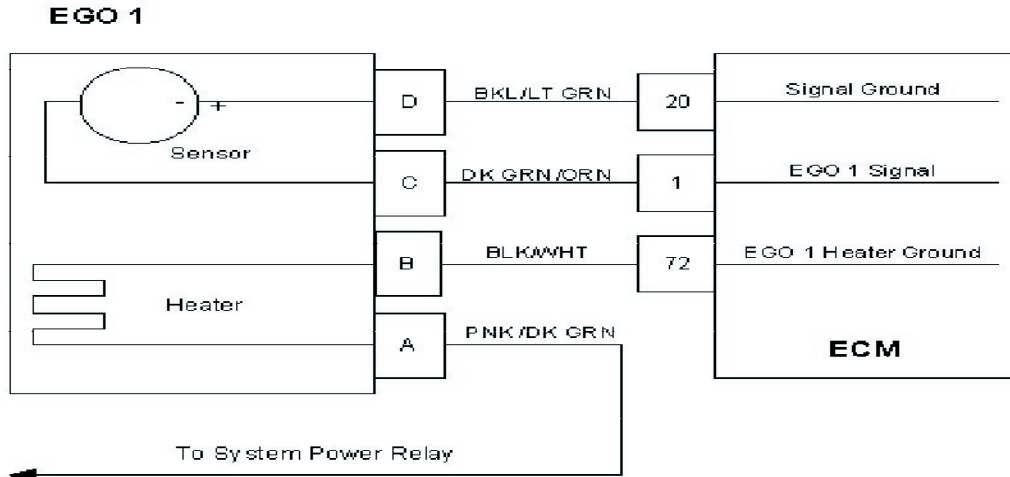 EGO 1
- +
Sensor
Heater
D
C
B
A
BKL/LT GRN
DK GRN/ORN
BLK/WHT
PNK/DK GRN
20
1
72
Signal Ground
EGO 1 Signal
EGO 1 Heater Ground
ECM
To System Power Relay